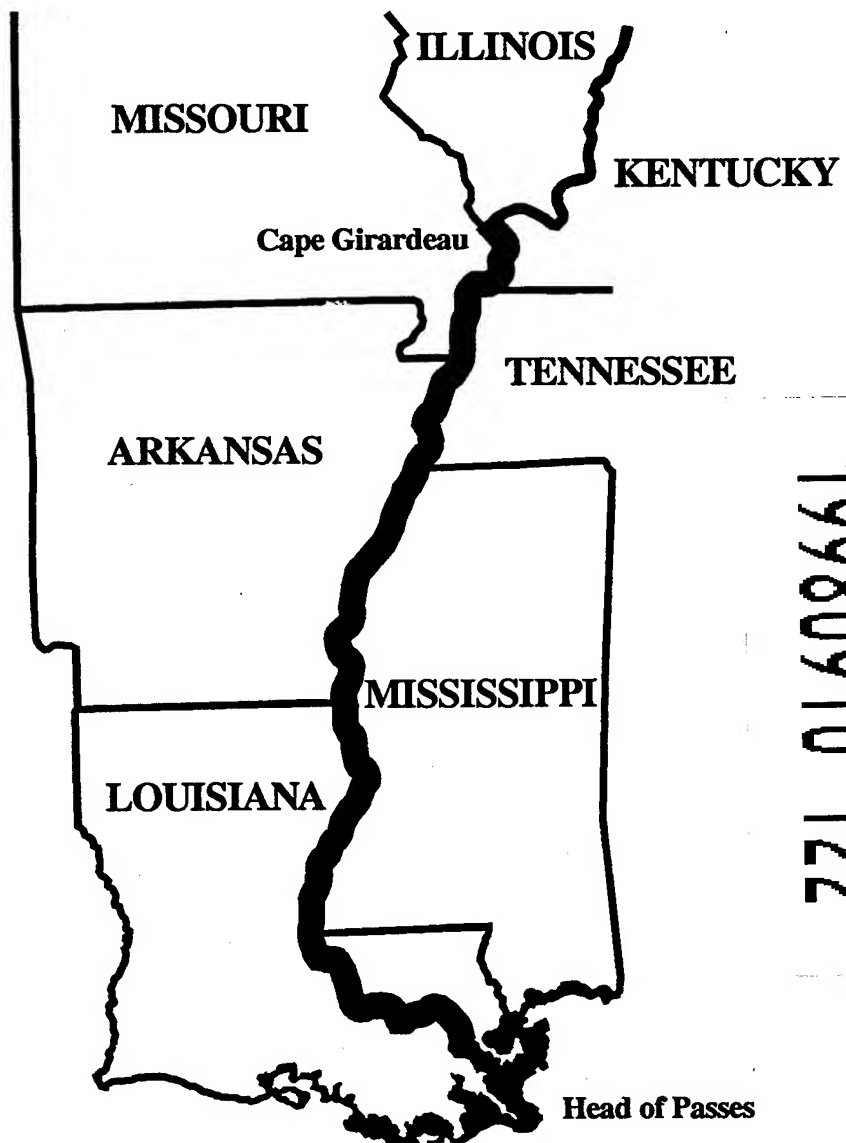 ILLINOIS
MISSOURI
KENTUCKY
Cape Girardeau
TENNESSEE
ARKANSAS
MISSISSIPPI
LOUISIANA
Head of Passes